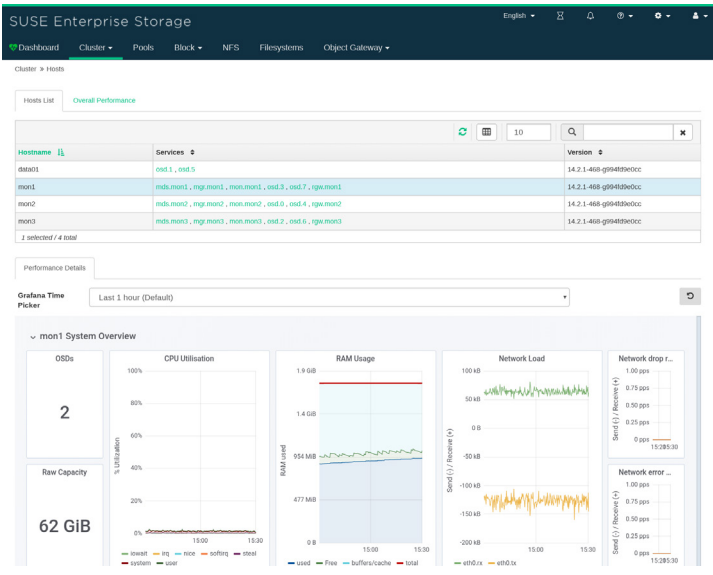 SUSE Enterprise Storage
English
Dashboard Cluster Pools Block NFS Filesystems Object Gateway
Cluster » Hosts
Hosts List Overall Performance
10
Hostname Services Version
data01 osd.1 , osd.5 14.2.1-468-g994fd9e0cc
mon1 mds.mon1 , mgr.mon1 , mon.mon1 , osd.3 , osd.7 , rgw.mon1 14.2.1-468-g994fd9e0cc
mon2 mds.mon2 , mgr.mon2 , mon.mon2 , osd.0 , osd.4 , rgw.mon2 14.2.1-468-g994fd9e0cc
mon3 mds.mon3 , mgr.mon3 , mon.mon3 , osd.2 , osd.6 , rgw.mon3 14.2.1-468-g994fd9e0cc
1 selected / 4 total
Performance Details
Grafana Time
Picker
Last 1 hour (Default)
mon1 System Overview
OSDs
2
Raw Capacity
62 GiB
CPU Utilisation
% Utilization
100%
80%
60%
40%
20%
0%
15:00 15:30
iowait irq nice softirq steal
system user
RAM Usage
RAM used
1.9 GiB
1.4 GiB
954 MiB
477 MiB
0 B
15:00 15:30
used Free buffers/cache total
Network Load
Send (-) / Receive (+)
100 kB
50 kB
0 B
-50 kB
-100 kB
-150 kB
-200 kB
15:00 15:30
eth0.rx eth0.tx
Network drop r...
Send (-) / Receive (+)
1.00 pps
0.75 pps
0.50 pps
0.25 pps
0 pps
15:30
Network error ...
Send (-) / Receive (+)
1.00 pps
0.75 pps
0.50 pps
0.25 pps
0 pps
15:30